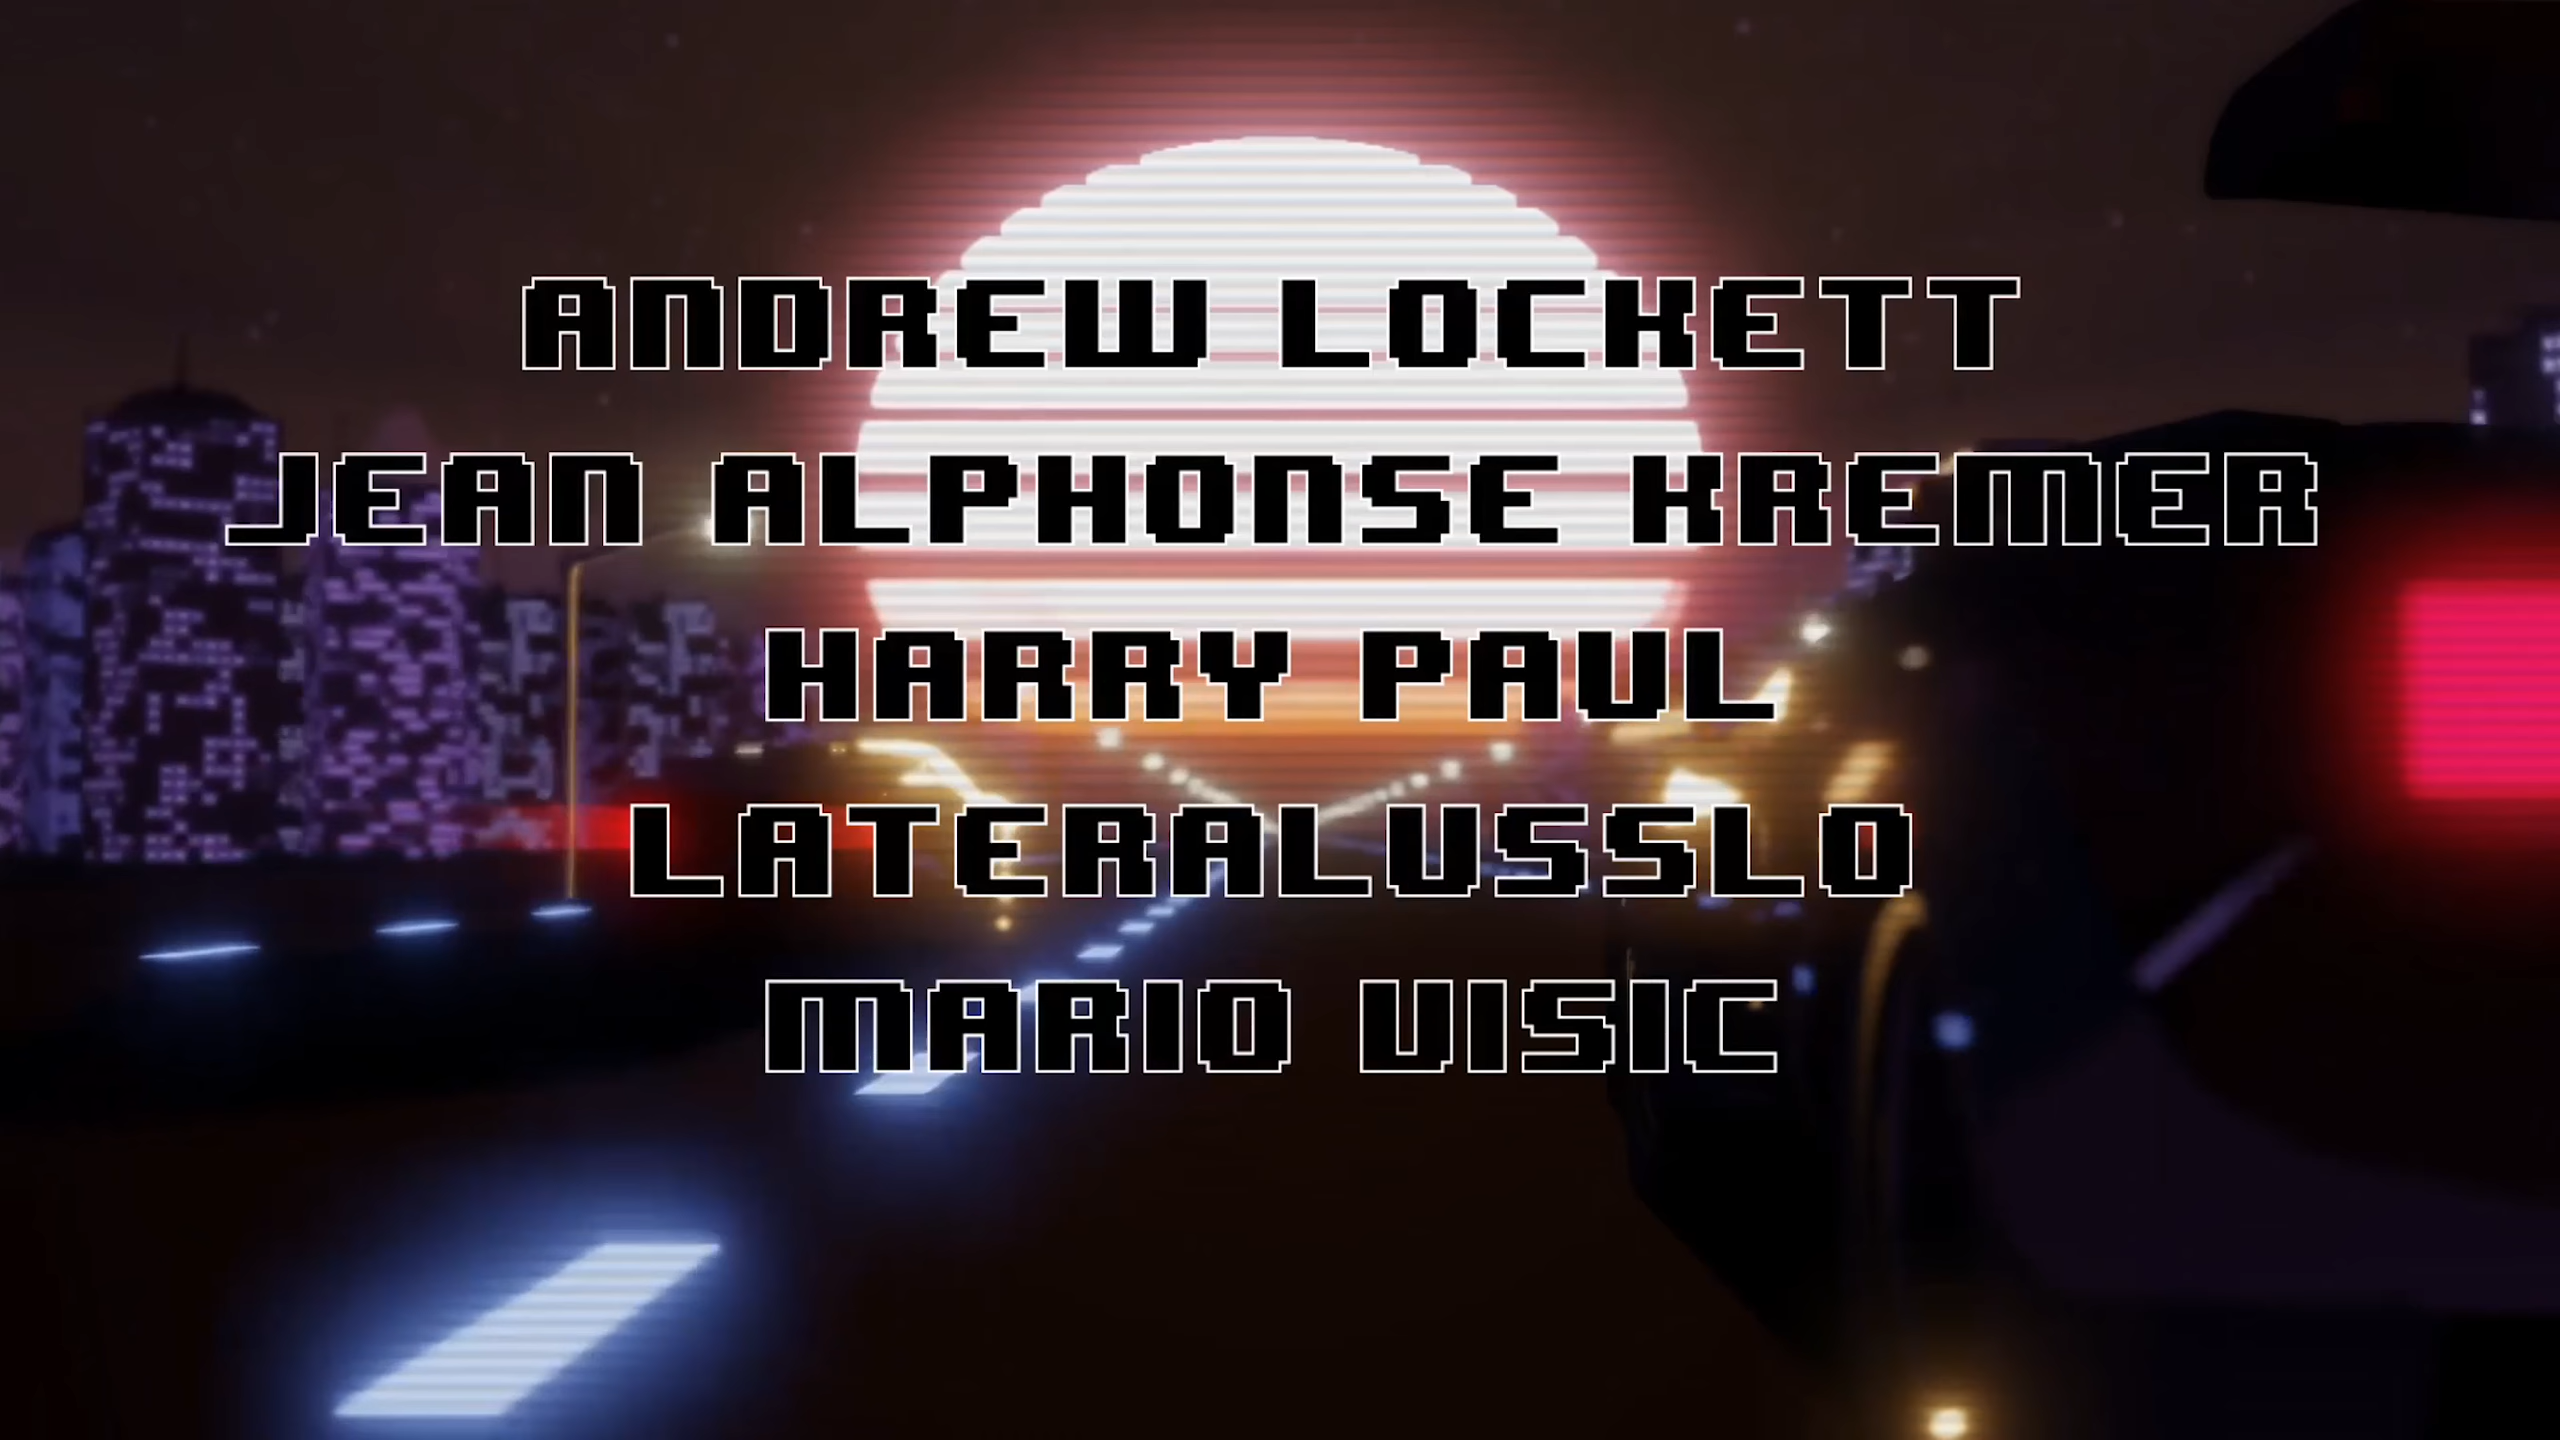 ANDREW LOCKETT
JEAN ALPHONSE KREMER
HARRY PAUL
LATERALUSSLO
MARIO VISIC